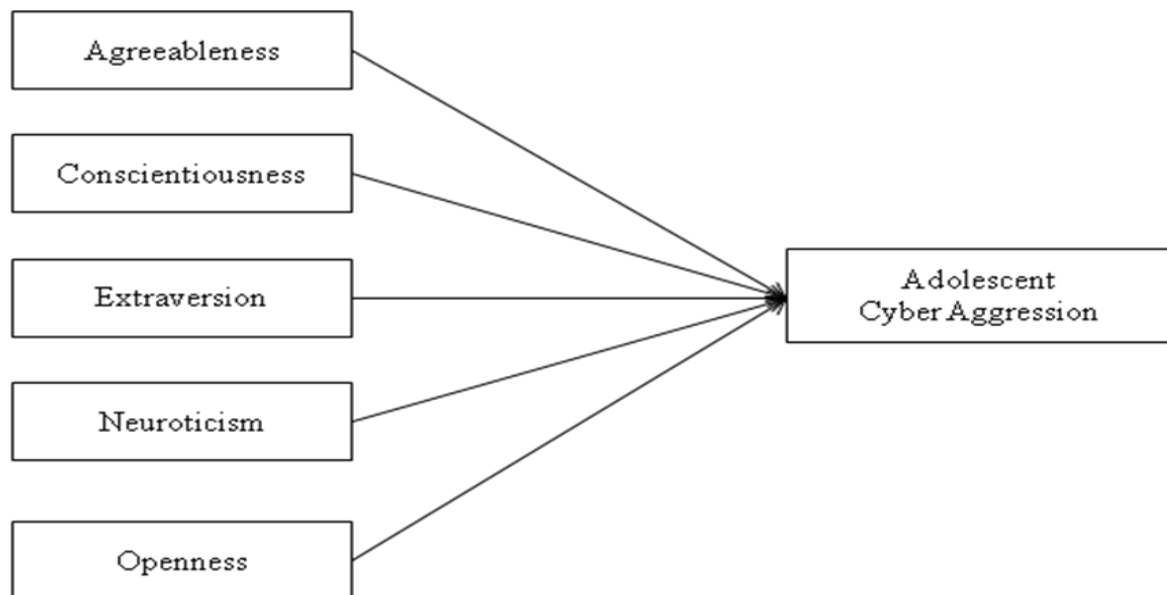 Agreeableness
Conscientiousness
Extraversion
Neuroticism
Openness
Adolescent
Cyber Aggression